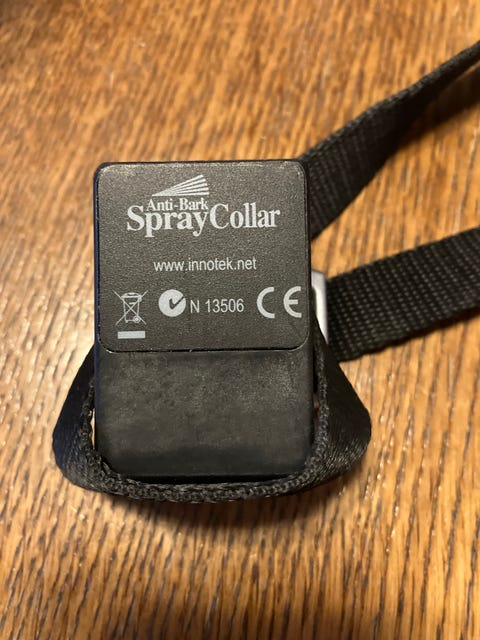 Anti-Bark
SprayCollar
www.innotek.net
N 13506 CE